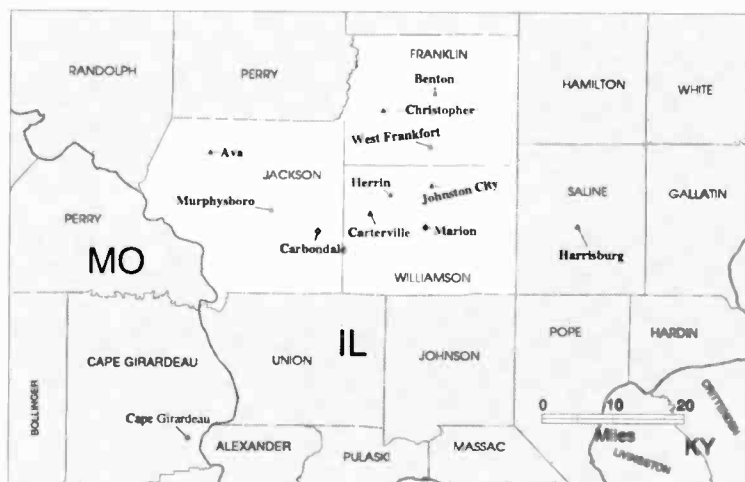 FRANKLIN
RANDOLPH
PERRY
Benton
HAMILTON
WHITE
Christopher
West Frankfort
Ava
JACKSON
Herrin
Johnston City
SALINE
GALLATIN
Murphysboro
PERRY
MO
Carbondale
Carterville
Marion
Harrisburg
WILLIAMSON
IL
POPE
HARDIN
CAPE GIRARDEAU
UNION
JOHNSON
BOLLINGER
CRITTENDEN
0 10 20
Miles
Cape Girardeau
ALEXANDER
PULASKI
MASSAC
KY
LIVINGSTON